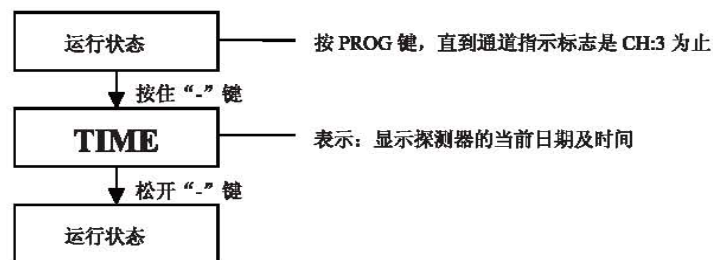 运行状态
按 PROG 键，直到通道指示标志是 CH:3 为止
按住“-”键
TIME
表示：显示探测器的当前日期及时间
松开“-”键
运行状态